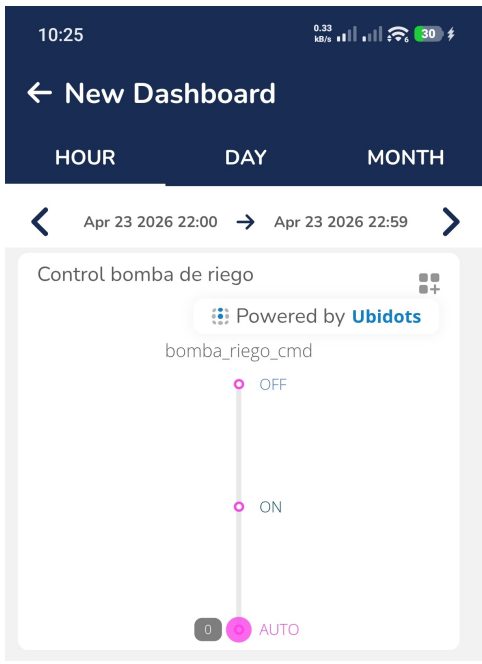 10:25
0.33
kB/s
6
30
New Dashboard
HOUR DAY MONTH
Apr 23 2026 22:00 → Apr 23 2026 22:59
Control bomba de riego
Powered by Ubidots
bomba_riego_cmd
OFF
ON
0 AUTO